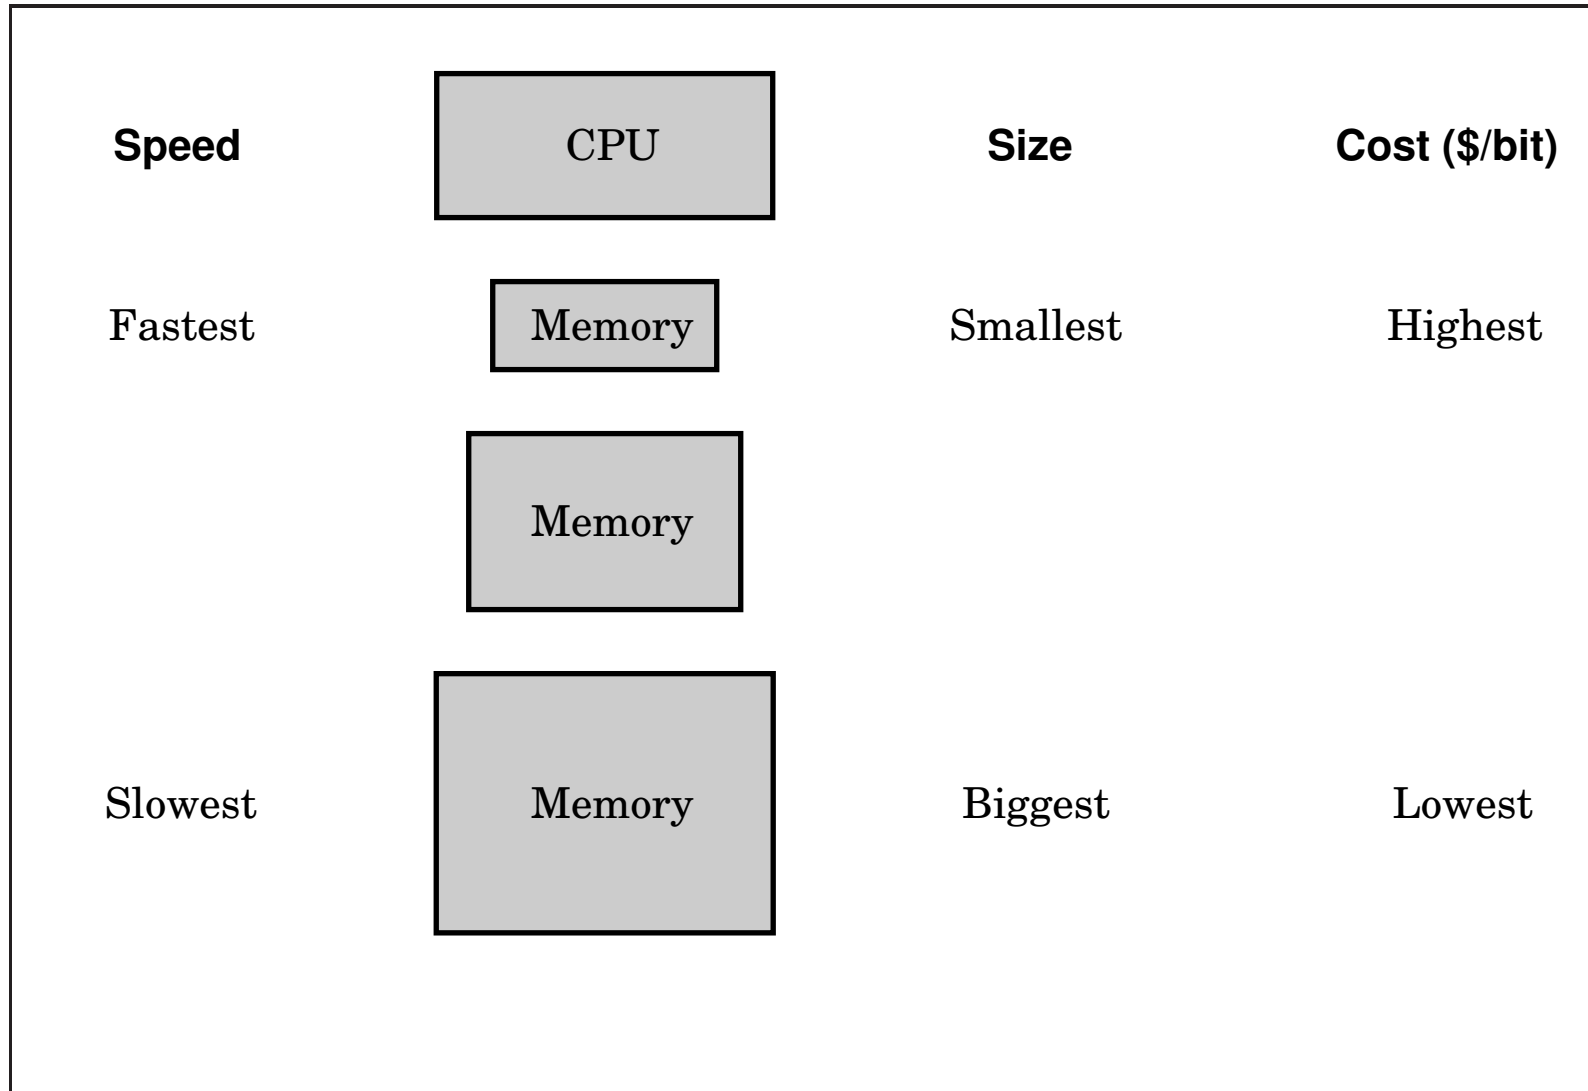 Speed CPU Size Cost ($/bit)
Fastest Memory Smallest Highest
Memory
Slowest Memory Biggest Lowest